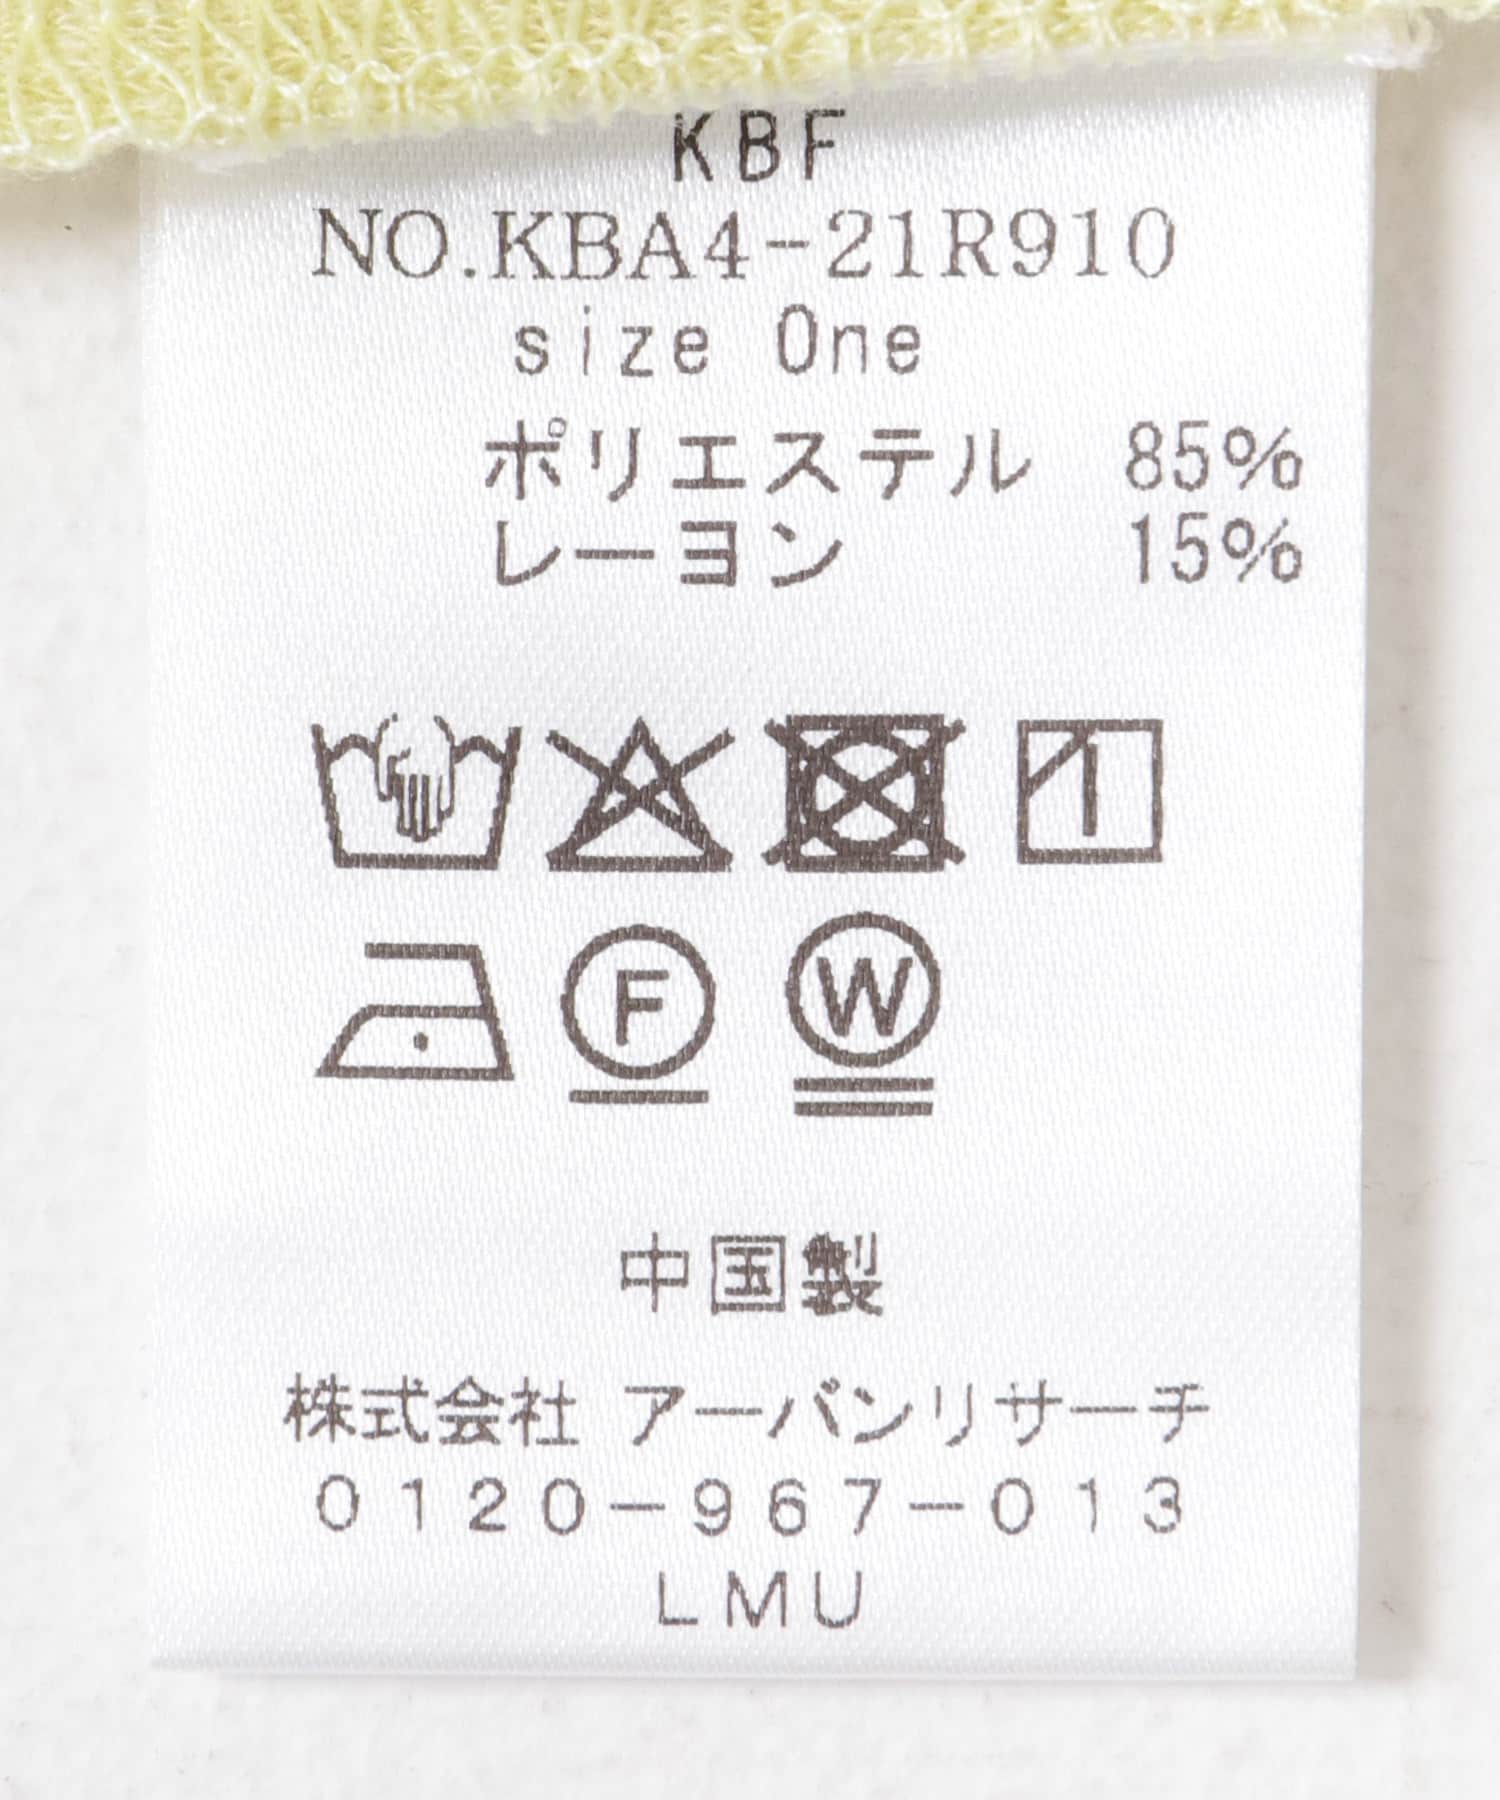 KBF
NO.KBA4-21R910
size One
ポリエステル 85%
レーヨン 15%
F W
中国製
株式会社 アーバンリサーチ
0120-967-013
LMU